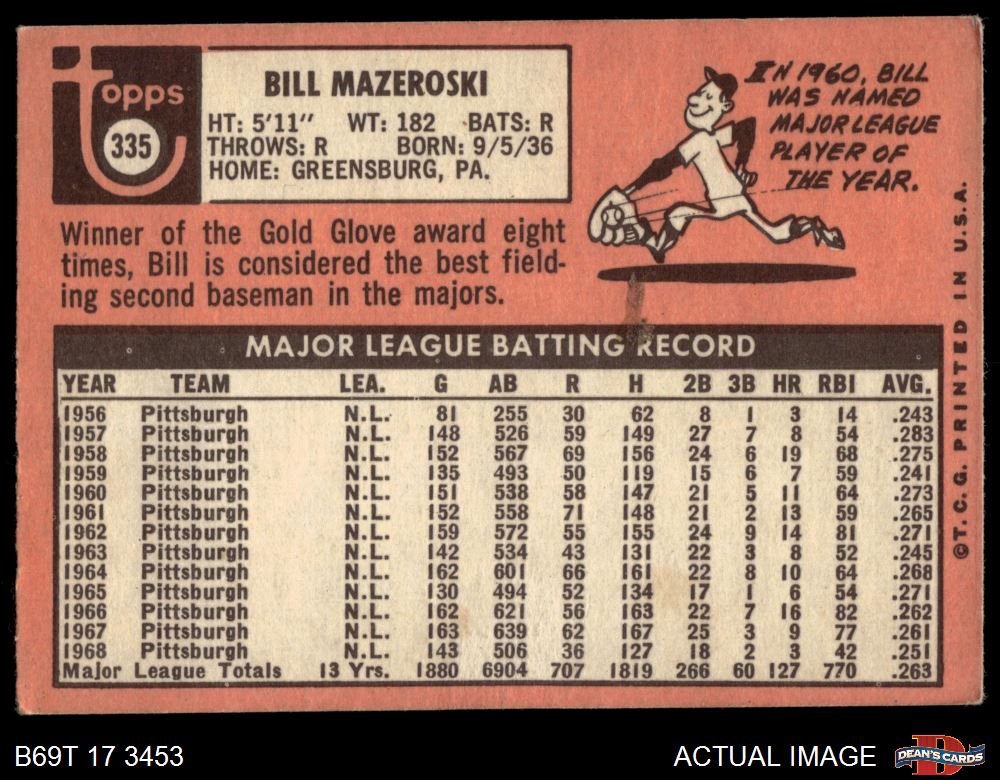 Topps
335
BILL MAZEROSKI
HT: 5'11" WT: 182 BATS: R
THROWS: R BORN: 9/5/36
HOME: GREENSBURG, PA.
IN 1960, BILL
WAS NAMED
MAJOR LEAGUE
PLAYER OF
THE YEAR.
Winner of the Gold Glove award eight
times, Bill is considered the best field-
ing second baseman in the majors.
MAJOR LEAGUE BATTING RECORD
YEAR TEAM LEA. G AB R H 2B 3B HR RBI AVG.
1956 Pittsburgh N.L. 81 255 30 62 8 1 3 14 .243
1957 Pittsburgh N.L. 148 526 59 149 27 7 8 54 .283
1958 Pittsburgh N.L. 152 567 69 156 24 6 19 68 .275
1959 Pittsburgh N.L. 135 493 50 119 15 6 7 59 .241
1960 Pittsburgh N.L. 151 538 58 147 21 5 11 64 .273
1961 Pittsburgh N.L. 152 558 71 148 21 2 13 59 .265
1962 Pittsburgh N.L. 159 572 55 155 24 9 14 81 .271
1963 Pittsburgh N.L. 142 534 43 131 22 3 8 52 .245
1964 Pittsburgh N.L. 162 601 66 161 22 8 10 64 .268
1965 Pittsburgh N.L. 130 494 52 134 17 1 6 54 .271
1966 Pittsburgh N.L. 162 621 56 163 22 7 16 82 .262
1967 Pittsburgh N.L. 163 639 62 167 25 3 9 77 .261
1968 Pittsburgh N.L. 143 506 36 127 18 2 3 42 .251
Major League Totals 13 Yrs. 1880 6904 707 1819 266 60 127 770 .263
©T.C.G. PRINTED IN U.S.A.
B69T 17 3453
ACTUAL IMAGE
D
DEAN'S CARDS